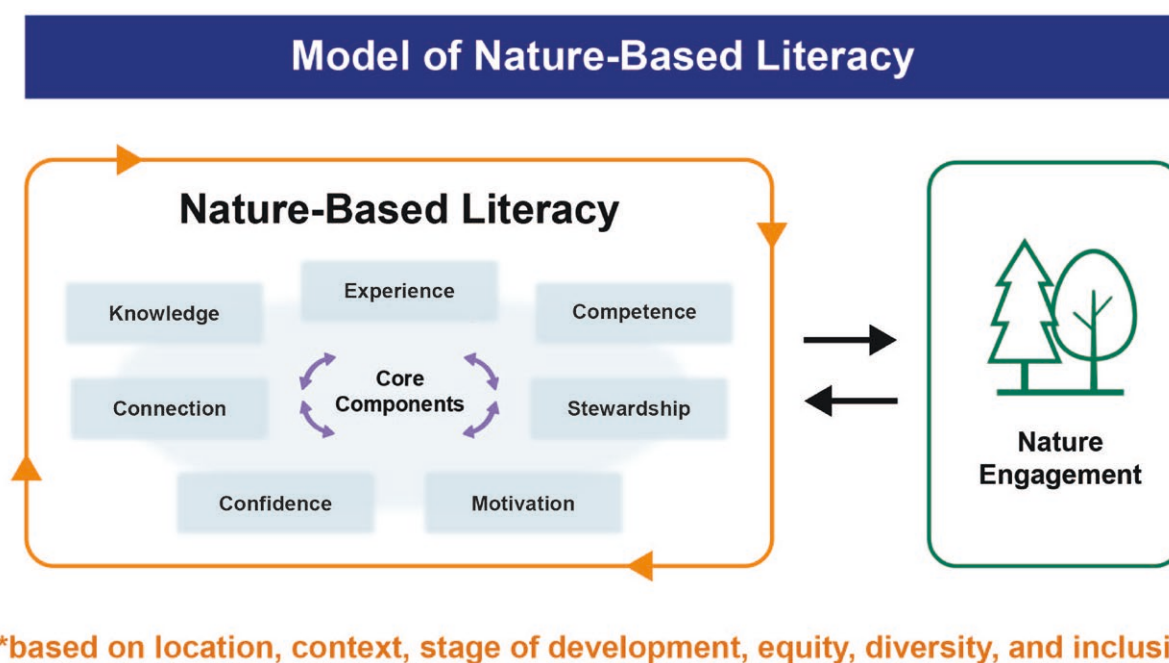 Model of Nature-Based Literacy
Nature-Based Literacy
Experience
Knowledge
Competence
Core
Components
Connection
Stewardship
Confidence
Motivation
Nature
Engagement
*based on location, context, stage of development, equity, diversity, and inclusi